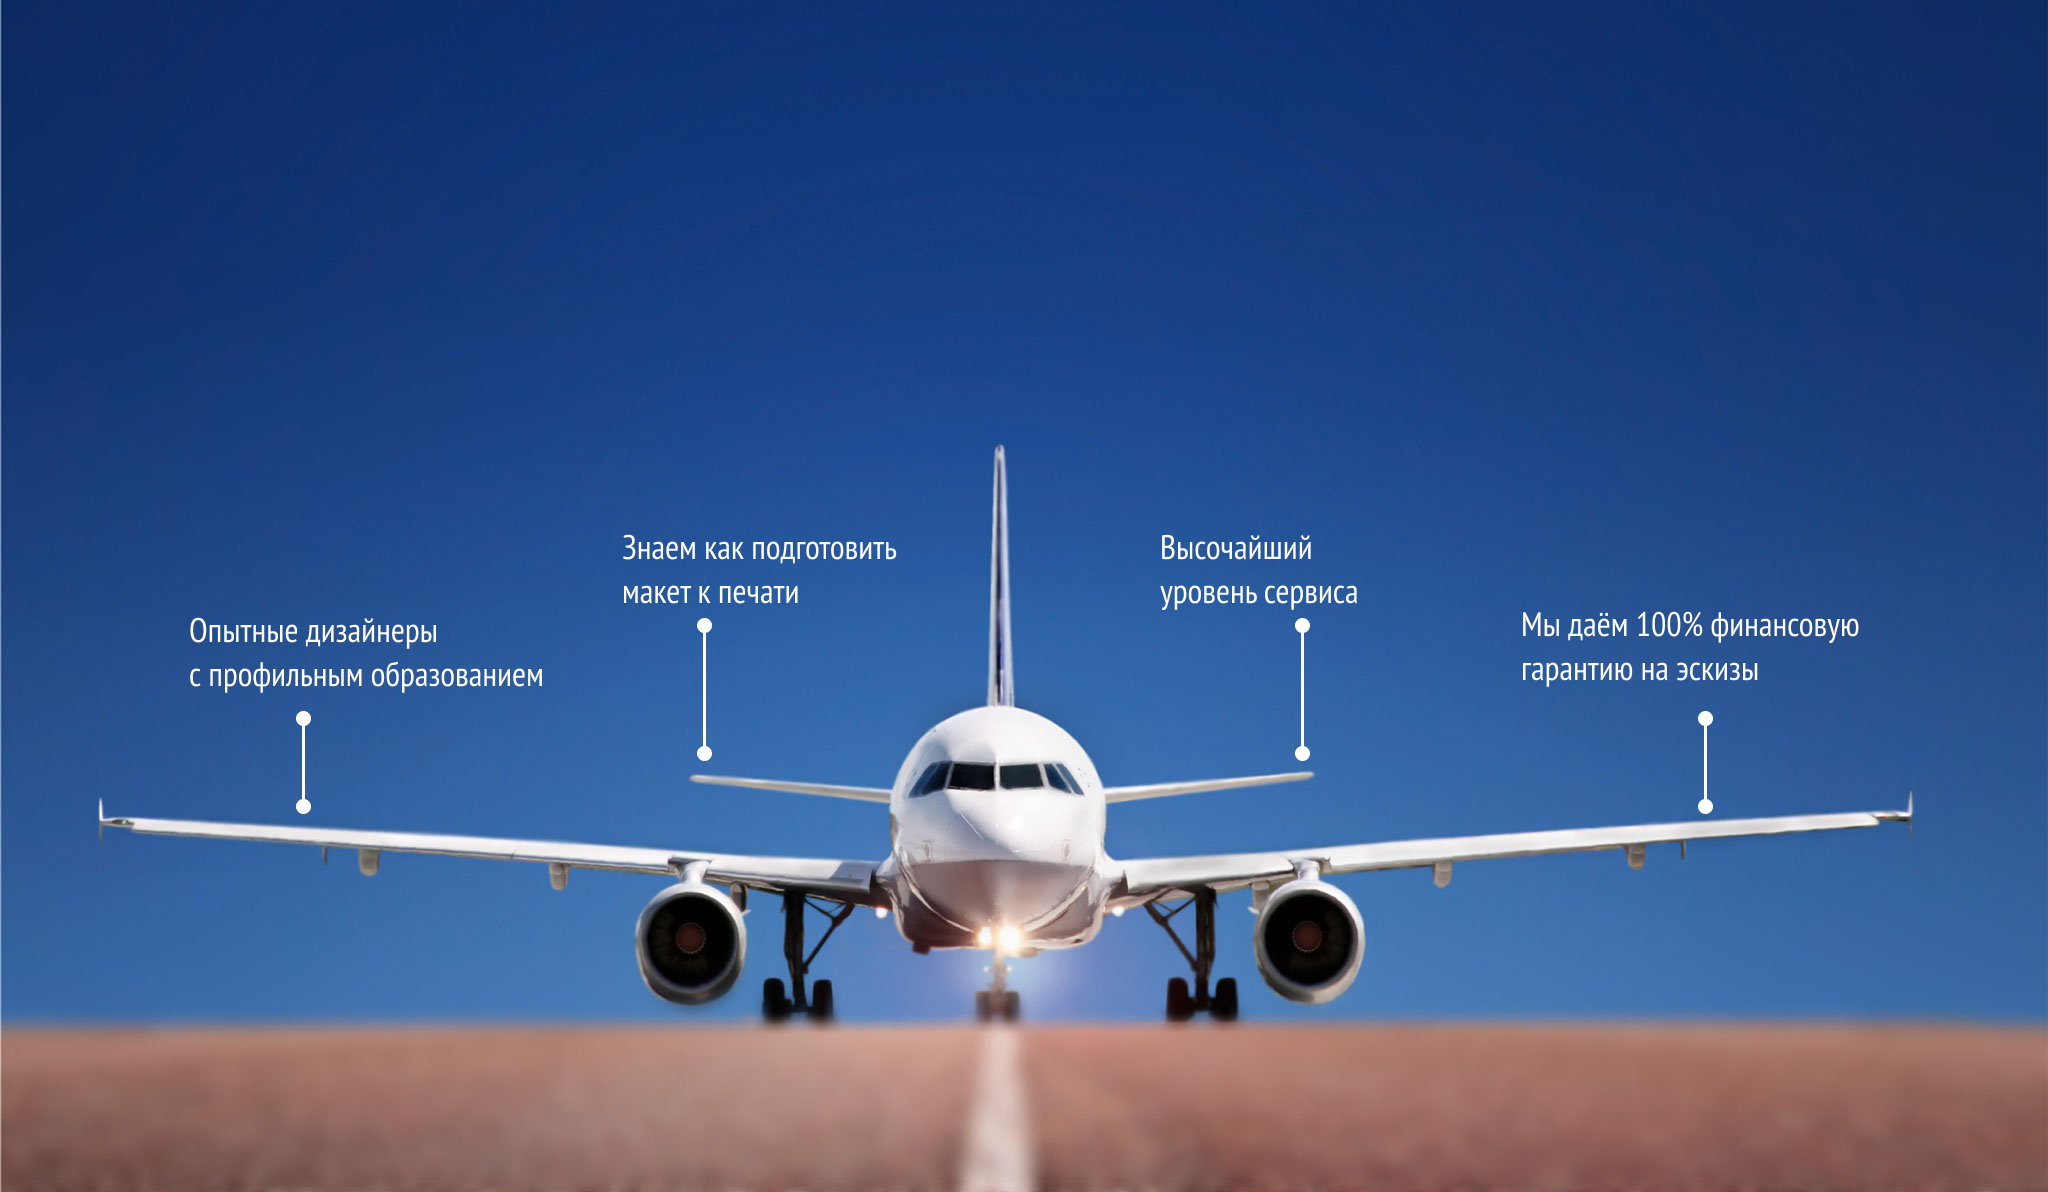 Опытные дизайнеры
с профильным образованием
Знаем как подготовить
макет к печати
Высочайший
уровень сервиса
Мы даём 100% финансовую
гарантию на эскизы